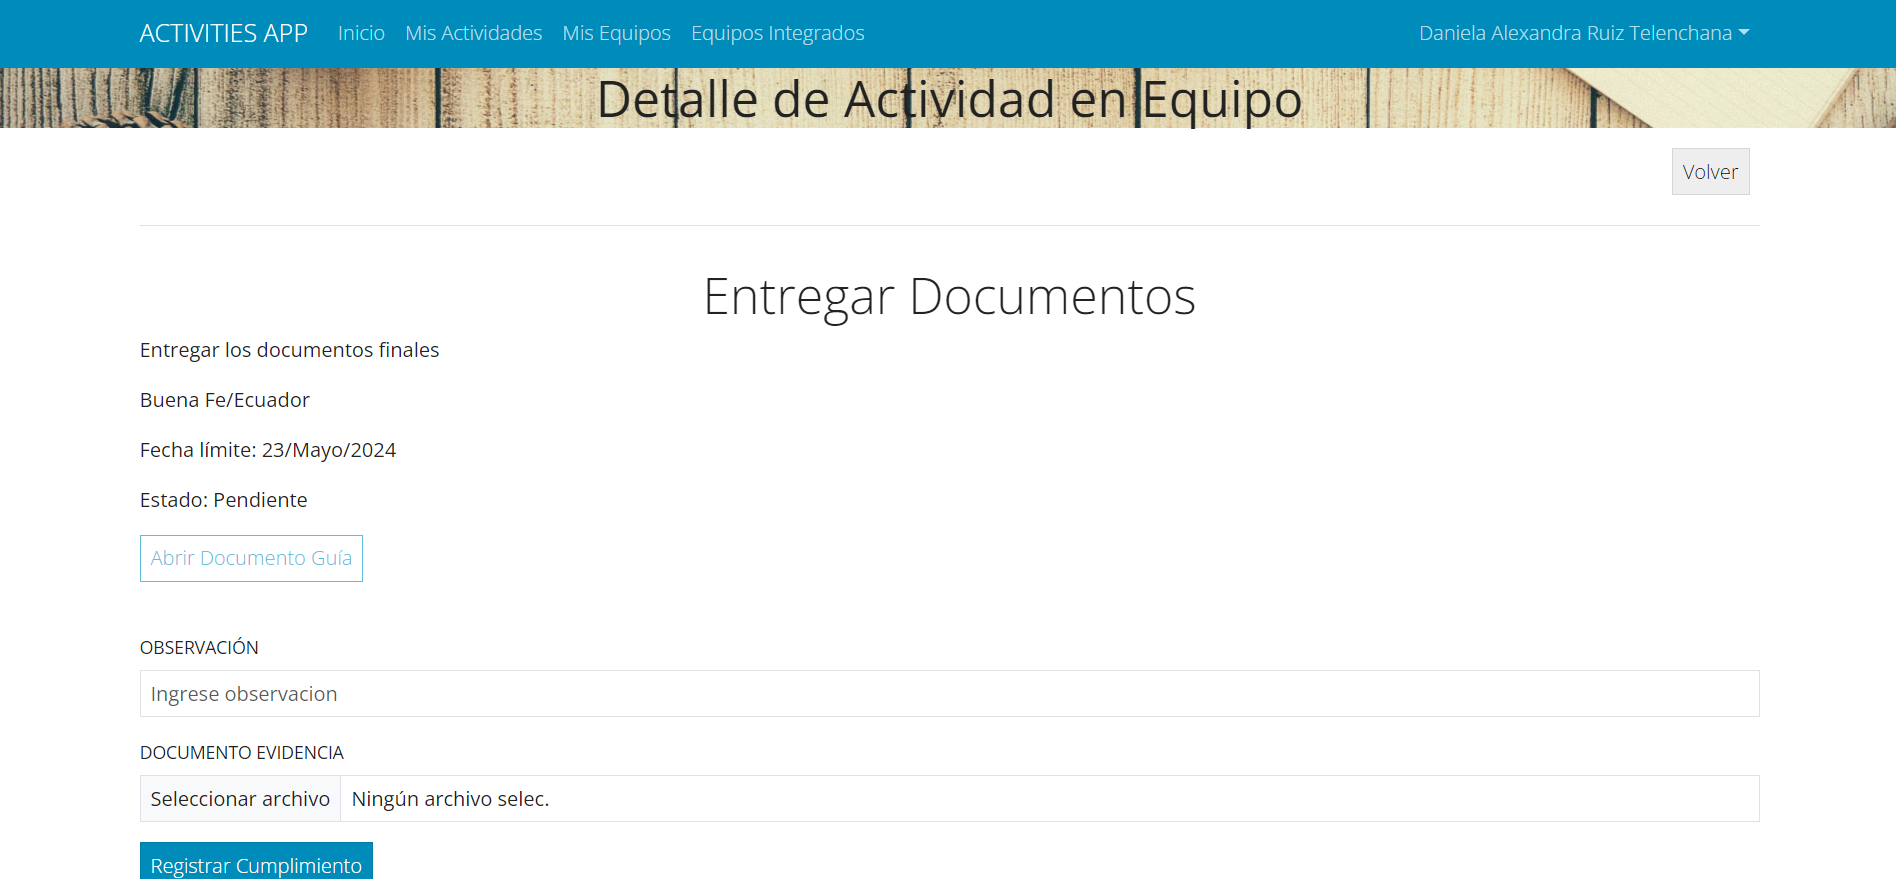 ACTIVITIES APP Inicio Mis Actividades Mis Equipos Equipos Integrados Daniela Alexandra Ruiz Telenchana
Detalle de Actividad en Equipo
Volver
Entregar Documentos
Entregar los documentos finales
Buena Fe/Ecuador
Fecha límite: 23/Mayo/2024
Estado: Pendiente
Abrir Documento Guía
OBSERVACIÓN
Ingrese observacion
DOCUMENTO EVIDENCIA
Seleccionar archivo Ningún archivo selec.
Registrar Cumplimiento